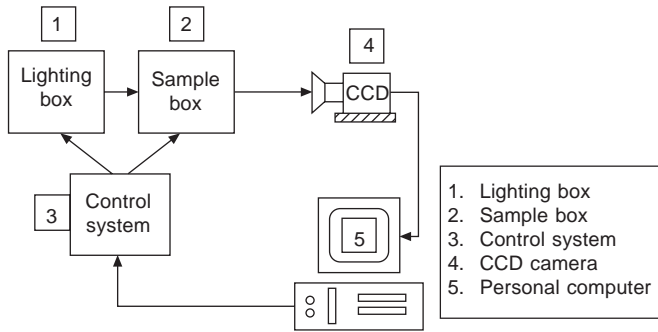 1
2
4
Lighting
box
Sample
box
CCD
3
Control
system
5
1. Lighting box
2. Sample box
3. Control system
4. CCD camera
5. Personal computer